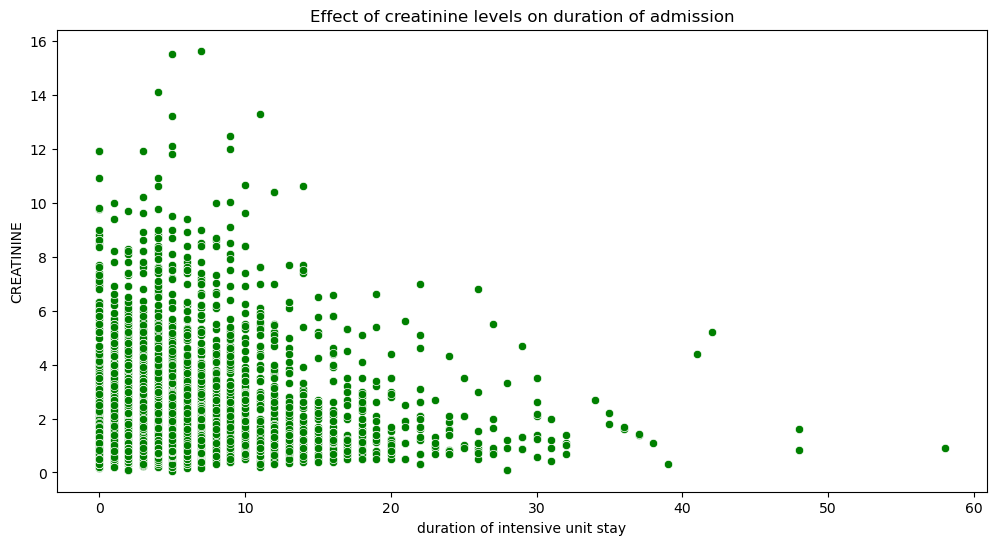 Effect of creatinine levels on duration of admission
16
14
12
10
8
6
4
2
0
CREATININE
0 10 20 30 40 50 60
duration of intensive unit stay